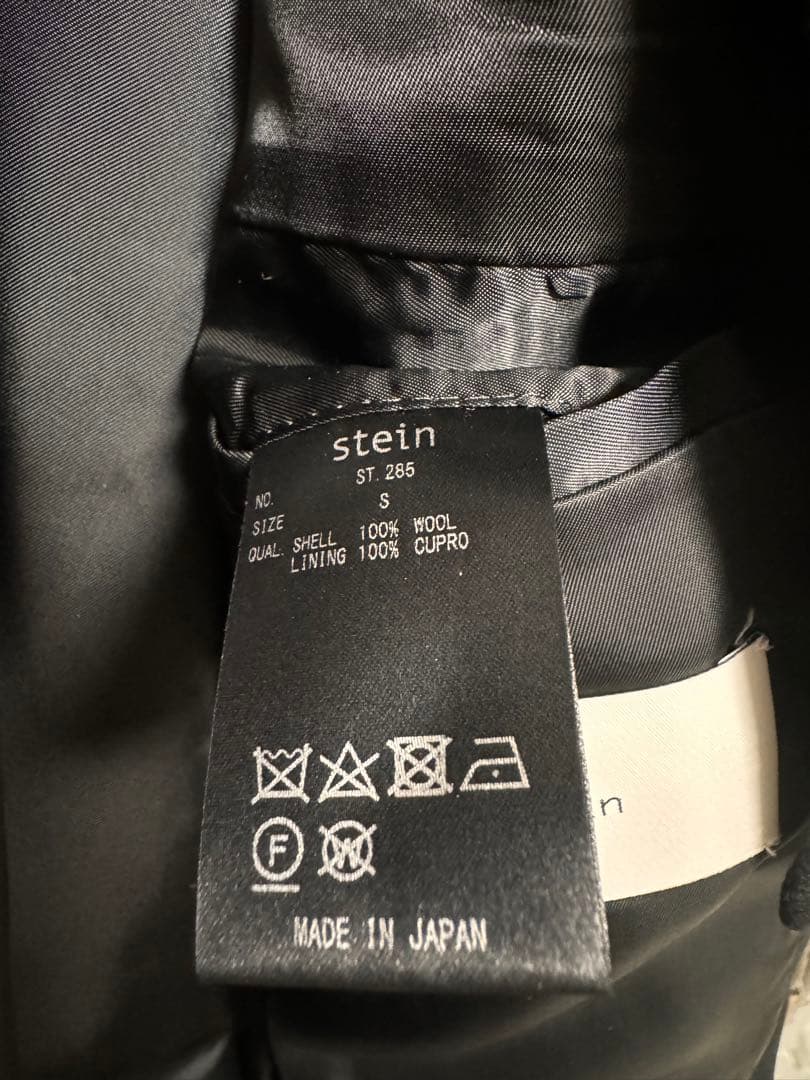 stein
NO. ST. 285
SIZE S
QUAL. SHELL 100% WOOL
LINING 100% CUPRO
F
W
MADE IN JAPAN
n